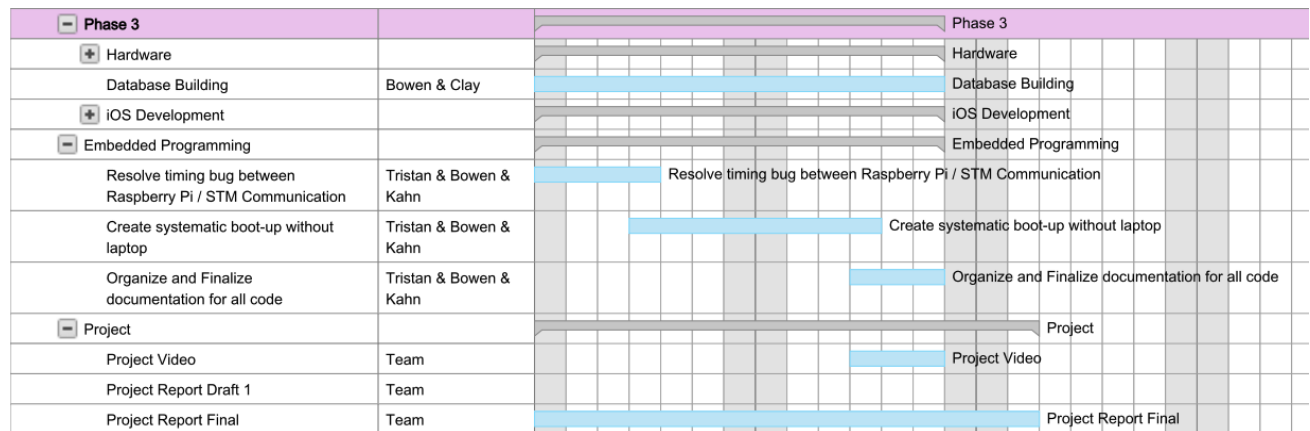 Phase 3
Phase 3
Hardware
Hardware
Database Building
Bowen & Clay
Database Building
iOS Development
iOS Development
Embedded Programming
Embedded Programming
Resolve timing bug between
Raspberry Pi / STM Communication
Tristan & Bowen &
Kahn
Resolve timing bug between Raspberry Pi / STM Communication
Create systematic boot-up without
laptop
Tristan & Bowen &
Kahn
Create systematic boot-up without laptop
Organize and Finalize
documentation for all code
Tristan & Bowen &
Kahn
Organize and Finalize documentation for all code
Project
Project
Project Video
Team
Project Video
Project Report Draft 1
Team
Project Report Final
Team
Project Report Final